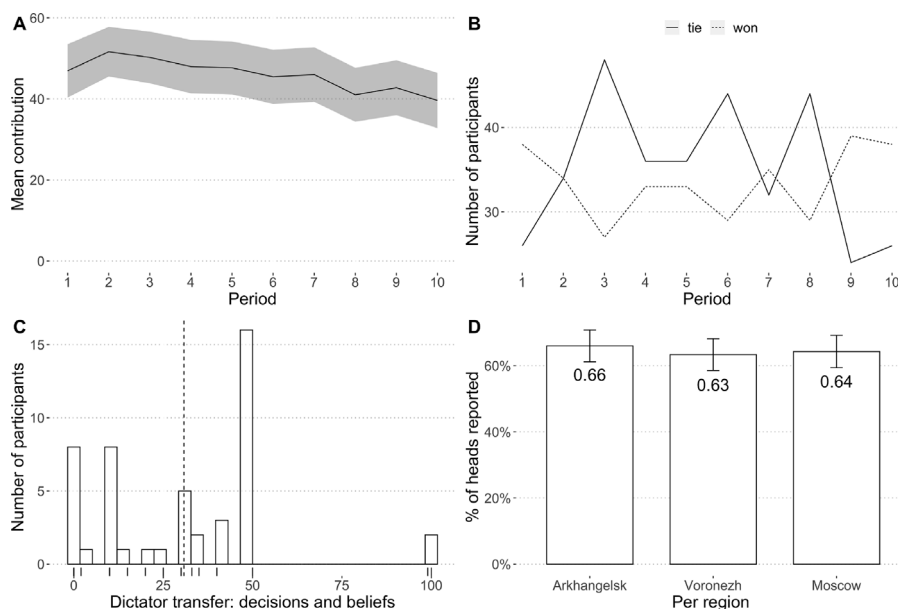 A
60
40
20
0
Mean contribution
1 2 3 4 5 6 7 8 9 10
Period
B
tie won
40
30
Number of participants
1 2 3 4 5 6 7 8 9 10
Period
C
15
10
5
0
Number of participants
0 25 50 75 100
Dictator transfer: decisions and beliefs
D
60%
40%
20%
0%
% of heads reported
0.66 0.63 0.64
Arkhangelsk Voronezh Moscow
Per region